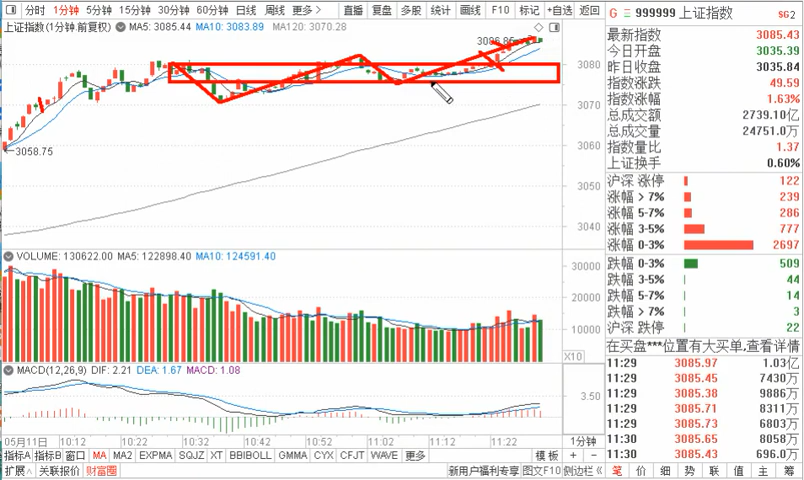 分时 1分钟 5分钟 15分钟 30分钟 60分钟 日线 周线 更多 直播 复盘 多股 统计 画线 F10 标记 +自选 返回
上证指数(1分钟.前复权) MA5: 3085.44 MA10: 3083.89 MA120: 3070.28
3080
3070
3060
3050
3040
3058.75
VOLUME: 130622.00 MA5: 122898.40 MA10: 124591.40
30000
20000
10000
X10
MACD(12,26,9) DIF: 2.21 DEA: 1.67 MACD: 1.08
3.50
0.00
05月11日 10:12 10:22 10:32 10:42 10:52 11:02 11:12 11:22 1分钟
指标A 指标B 窗口 MA MA2 EXPMA SQJZ XT BBIBOLL GMMA CYX CFJT WAVE 更多 模板 + −
扩展 关联报价 财富圈 新用户福利专享 图文F10 侧边栏
G 999999 上证指数 SG2
最新指数 3085.43
今日开盘 3035.39
昨日收盘 3035.84
指数涨跌 49.59
指数涨幅 1.63%
总成交额 2739.10亿
总成交量 24751.0万
指数量比 1.37
上证换手 0.60%
沪深 涨停 122
涨幅 > 7% 239
涨幅 5-7% 286
涨幅 3-5% 777
涨幅 0-3% 2697
跌幅 0-3% 509
跌幅 3-5% 44
跌幅 5-7% 14
跌幅 > 7% 3
沪深 跌停 22
在买盘***位置有大买单,查看详情
11:29 3085.97 1.03亿
11:29 3085.45 7430万
11:29 3085.38 9886万
11:29 3085.71 8311万
11:29 3085.73 6803万
11:30 3085.65 8058万
11:30 3085.43 696.0万
笔 价 细 势 联 值 主 筹